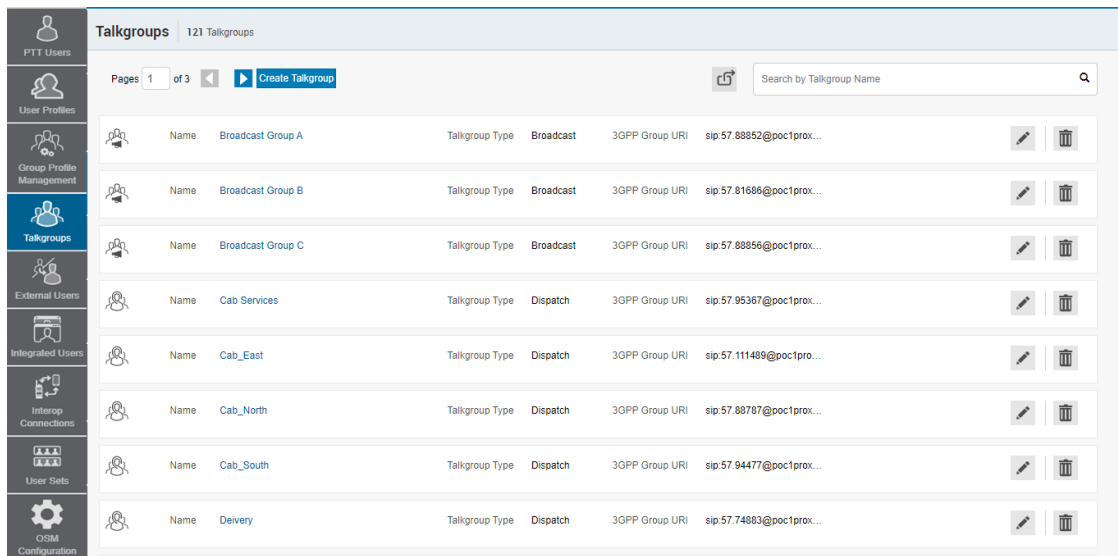 PTT Users
User Profiles
Group Profile
Management
Talkgroups
External Users
Integrated Users
Interop
Connections
User Sets
OSM
Configuration
Talkgroups 121 Talkgroups
Pages 1 of 3 Create Talkgroup Search by Talkgroup Name
Name Broadcast Group A Talkgroup Type Broadcast 3GPP Group URI sip:57.88852@poc1prox...
Name Broadcast Group B Talkgroup Type Broadcast 3GPP Group URI sip:57.81686@poc1prox...
Name Broadcast Group C Talkgroup Type Broadcast 3GPP Group URI sip:57.88856@poc1prox...
Name Cab Services Talkgroup Type Dispatch 3GPP Group URI sip:57.95367@poc1prox...
Name Cab_East Talkgroup Type Dispatch 3GPP Group URI sip:57.111489@poc1pro...
Name Cab_North Talkgroup Type Dispatch 3GPP Group URI sip:57.88787@poc1prox...
Name Cab_South Talkgroup Type Dispatch 3GPP Group URI sip:57.94477@poc1prox...
Name Deivery Talkgroup Type Dispatch 3GPP Group URI sip:57.74883@poc1prox...